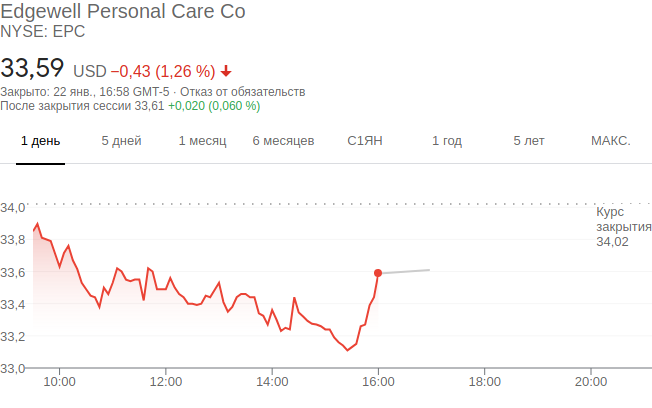 Edgewell Personal Care Co
NYSE: EPC
33,59 USD −0,43 (1,26 %)
Закрыто: 22 янв., 16:58 GMT-5 · Отказ от обязательств
После закрытия сессии 33,61 +0,020 (0,060 %)
1 день 5 дней 1 месяц 6 месяцев С1ЯН 1 год 5 лет МАКС.
34,0
Курс
закрытия
34,02
33,8
33,6
33,4
33,2
33,0
10:00 12:00 14:00 16:00 18:00 20:00